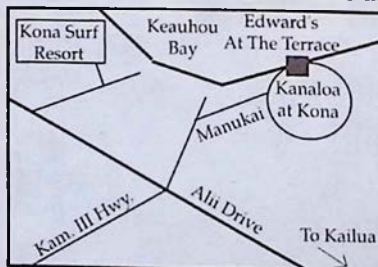 Kona Surf
Resort
Keauhou
Bay
Edward's
At The Terrace
Kanaloa
at Kona
Manukai
Kam. III Hwy.
Alii Drive
To Kailua